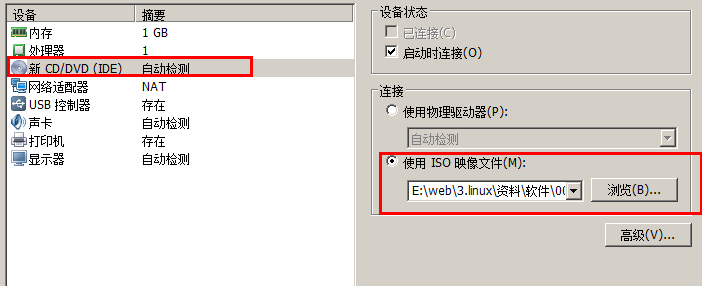 设备 摘要
内存 1 GB
处理器 1
新 CD/DVD (IDE) 自动检测
网络适配器 NAT
USB 控制器 存在
声卡 自动检测
打印机 存在
显示器 自动检测
设备状态
已连接(C)
启动时连接(O)
连接
使用物理驱动器(P):
自动检测
使用 ISO 映像文件(M):
E:\web\3.linux\资料\软件\00 浏览(B)...
高级(V)...